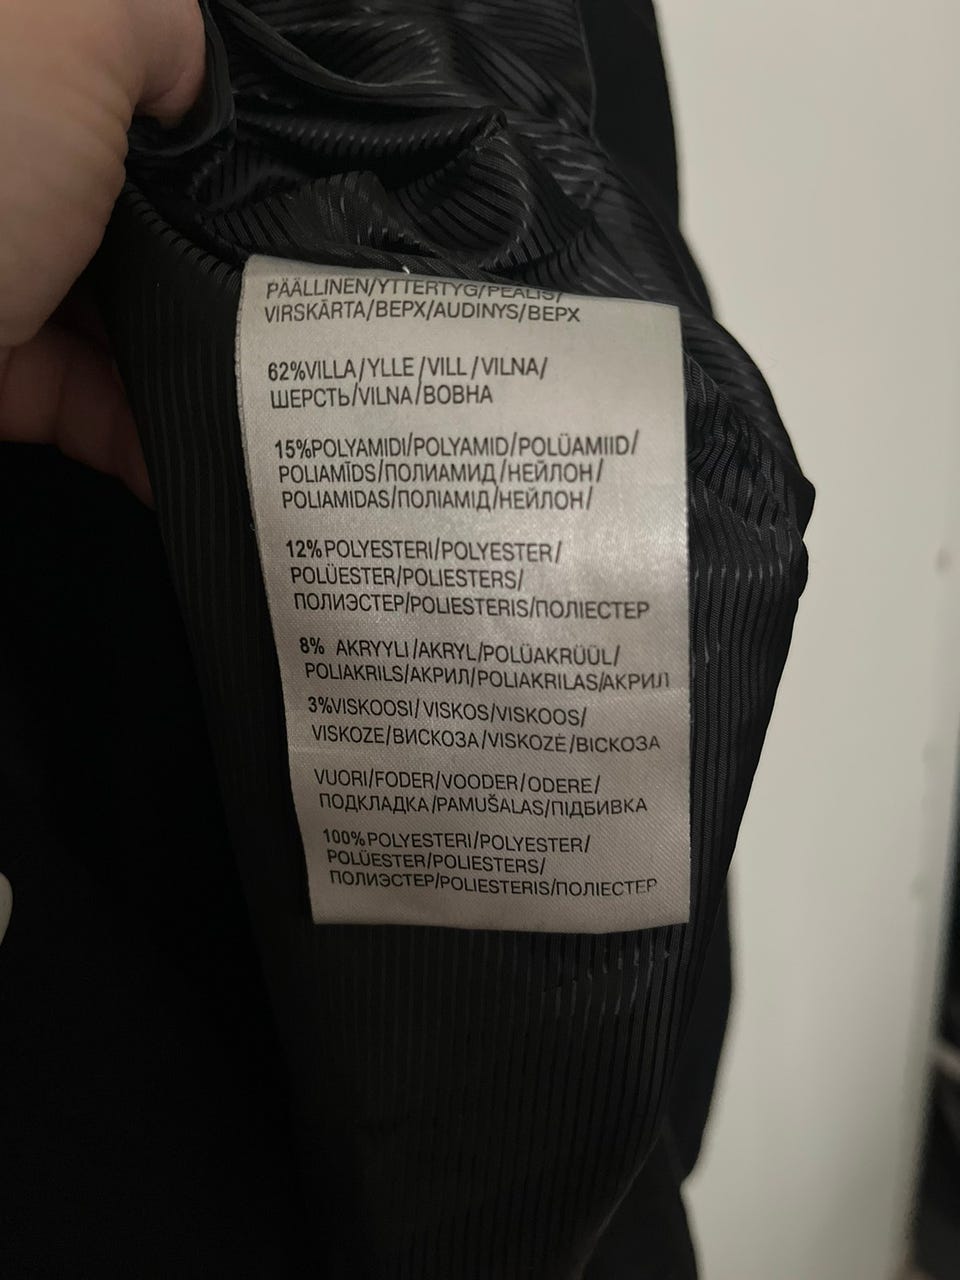 PÄÄLLINEN/YTTERTYG/PEALIS/
VIRSKĀRTA/ВЕРХ/AUDINYS/ВЕРХ
62%VILLA/YLLE/VILL/VILNA/
ШЕРСТЬ/VILNA/ВОВНА
15%POLYAMIDI/POLYAMID/POLÜAMIID/
POLIAMĪDS/ПОЛИАМИД/НЕЙЛОН/
POLIAMIDAS/ПОЛІАМІД/НЕЙЛОН/
12%POLYESTERI/POLYESTER/
POLÜESTER/POLIESTERS/
ПОЛИЭСТЕР/POLIESTERIS/ПОЛІЕСТЕР
8% AKRYYLI/AKRYL/POLÜAKRÜÜL/
POLIAKRILS/АКРИЛ/POLIAKRILAS/АКРИЛ
3%VISKOOSI/VISKOS/VISKOOS/
VISKOZE/ВИСКОЗА/VISKOZĖ/ВІСКОЗА
VUORI/FODER/VOODER/ODERE/
ПОДКЛАДКА/PAMUŠALAS/ПІДБИВКА
100%POLYESTERI/POLYESTER/
POLÜESTER/POLIESTERS/
ПОЛИЭСТЕР/POLIESTERIS/ПОЛІЕСТЕР